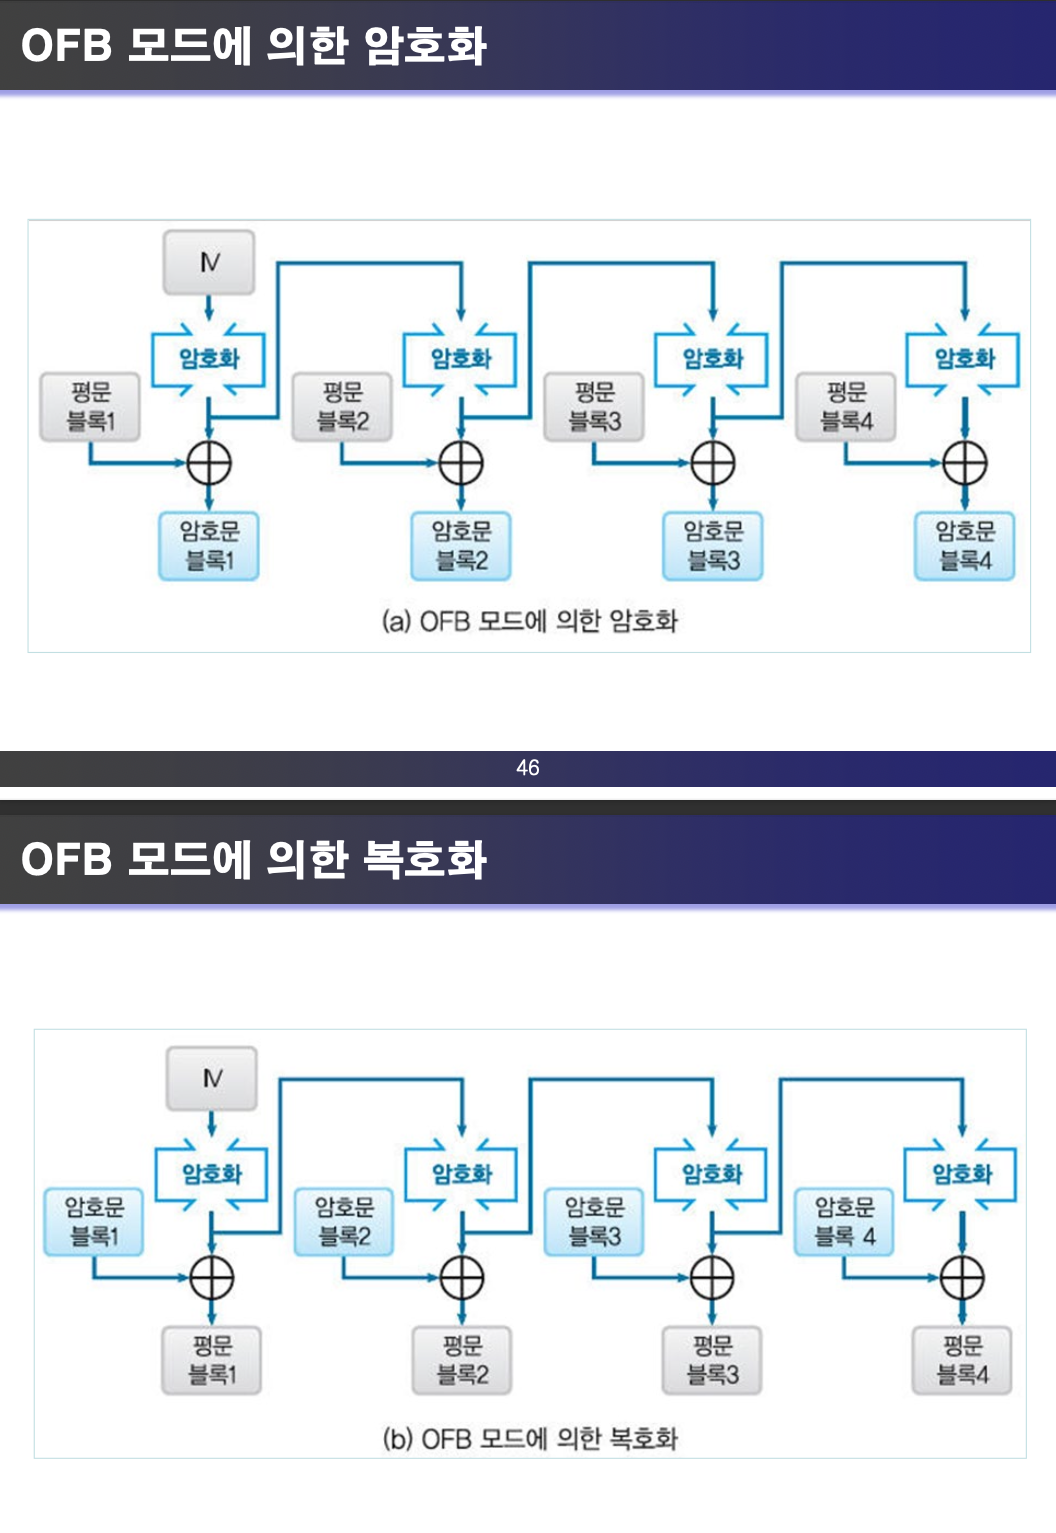 OFB 모드에 의한 암호화
IV
암호화 암호화 암호화 암호화
평문 평문 평문 평문
블록1 블록2 블록3 블록4
암호문 암호문 암호문 암호문
블록1 블록2 블록3 블록4
(a) OFB 모드에 의한 암호화
46
OFB 모드에 의한 복호화
IV
암호화 암호화 암호화 암호화
암호문 암호문 암호문 암호문
블록1 블록2 블록3 블록 4
평문 평문 평문 평문
블록1 블록2 블록3 블록4
(b) OFB 모드에 의한 복호화